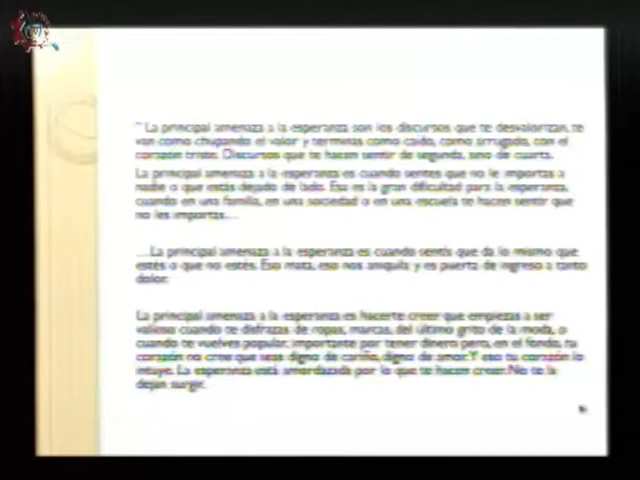 " La principal amenaza a la esperanza son los discursos que te desvalorizan, te
van como chupando el valor y terminas como caído, como arrugado, con el
corazón triste. Discursos que te hacen sentir de segunda, sino de cuarta.
La principal amenaza a la esperanza es cuando sentes que no le importas a
nadie o que estás dejado de lado. Esa es la gran dificultad para la esperanza,
cuando en una familia, en una sociedad o en una escuela te hacen sentir que
no les importas…
…La principal amenaza a la esperanza es cuando sentís que da lo mismo que
estés o que no estés. Eso mata, eso nos aniquila y es puerta de ingreso a tanto
dolor.
La principal amenaza a la esperanza es hacerte creer que empiezas a ser
valioso cuando te disfrazas de ropas, marcas, del último grito de la moda, o
cuando te vuelves popular, importante por tener dinero pero, en el fondo, tu
corazón no cree que seas digno de cariño, digno de amor. Y eso tu corazón lo
intuye. La esperanza está amordazada por lo que te hacen creer. No te la
dejan surgir.